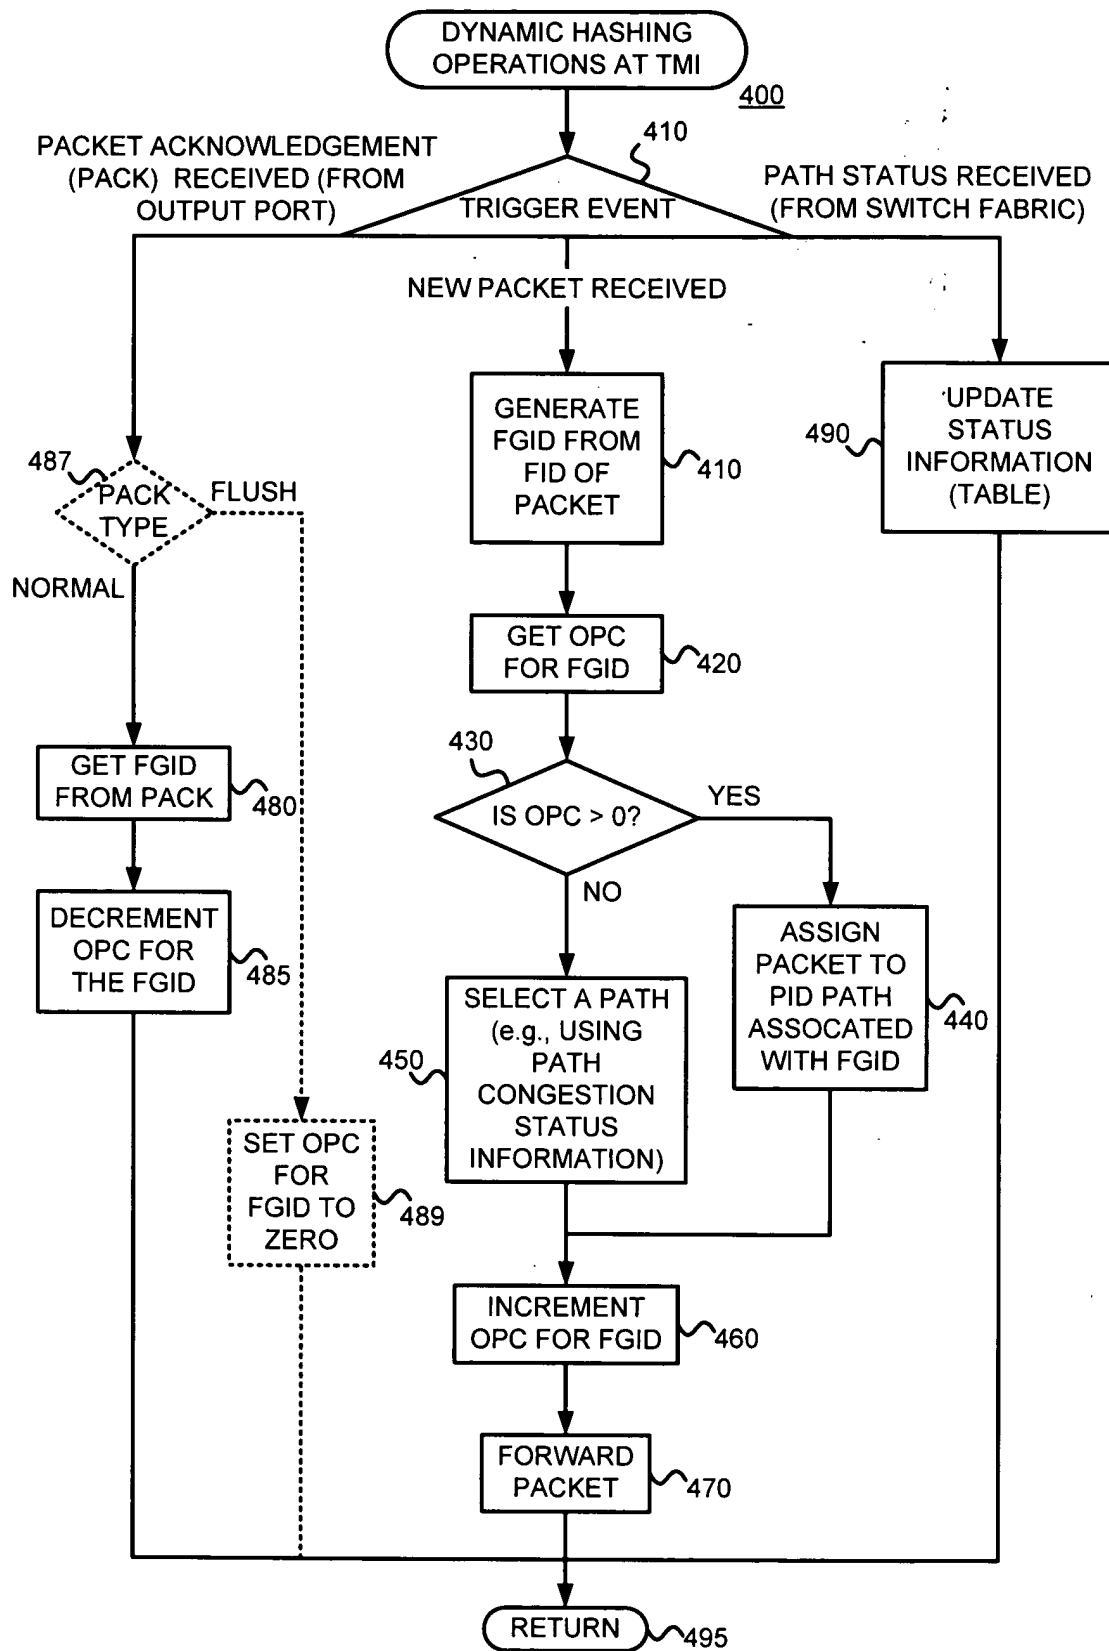 DYNAMIC HASHING
OPERATIONS AT TMI
400
410
PACKET ACKNOWLEDGEMENT
(PACK) RECEIVED (FROM
OUTPUT PORT)
TRIGGER EVENT
PATH STATUS RECEIVED
(FROM SWITCH FABRIC)
NEW PACKET RECEIVED
GENERATE
FGID FROM
FID OF
PACKET
410
UPDATE
STATUS
INFORMATION
(TABLE)
490
487
PACK
TYPE
FLUSH
NORMAL
GET OPC
FOR FGID
420
430
IS OPC > 0?
YES
NO
GET FGID
FROM PACK
480
DECREMENT
OPC FOR
THE FGID
485
ASSIGN
PACKET TO
PID PATH
ASSOCATED
WITH FGID
440
SELECT A PATH
(e.g., USING
PATH
CONGESTION
STATUS
INFORMATION)
450
SET OPC
FOR
FGID TO
ZERO
489
INCREMENT
OPC FOR FGID
460
FORWARD
PACKET
470
RETURN
495